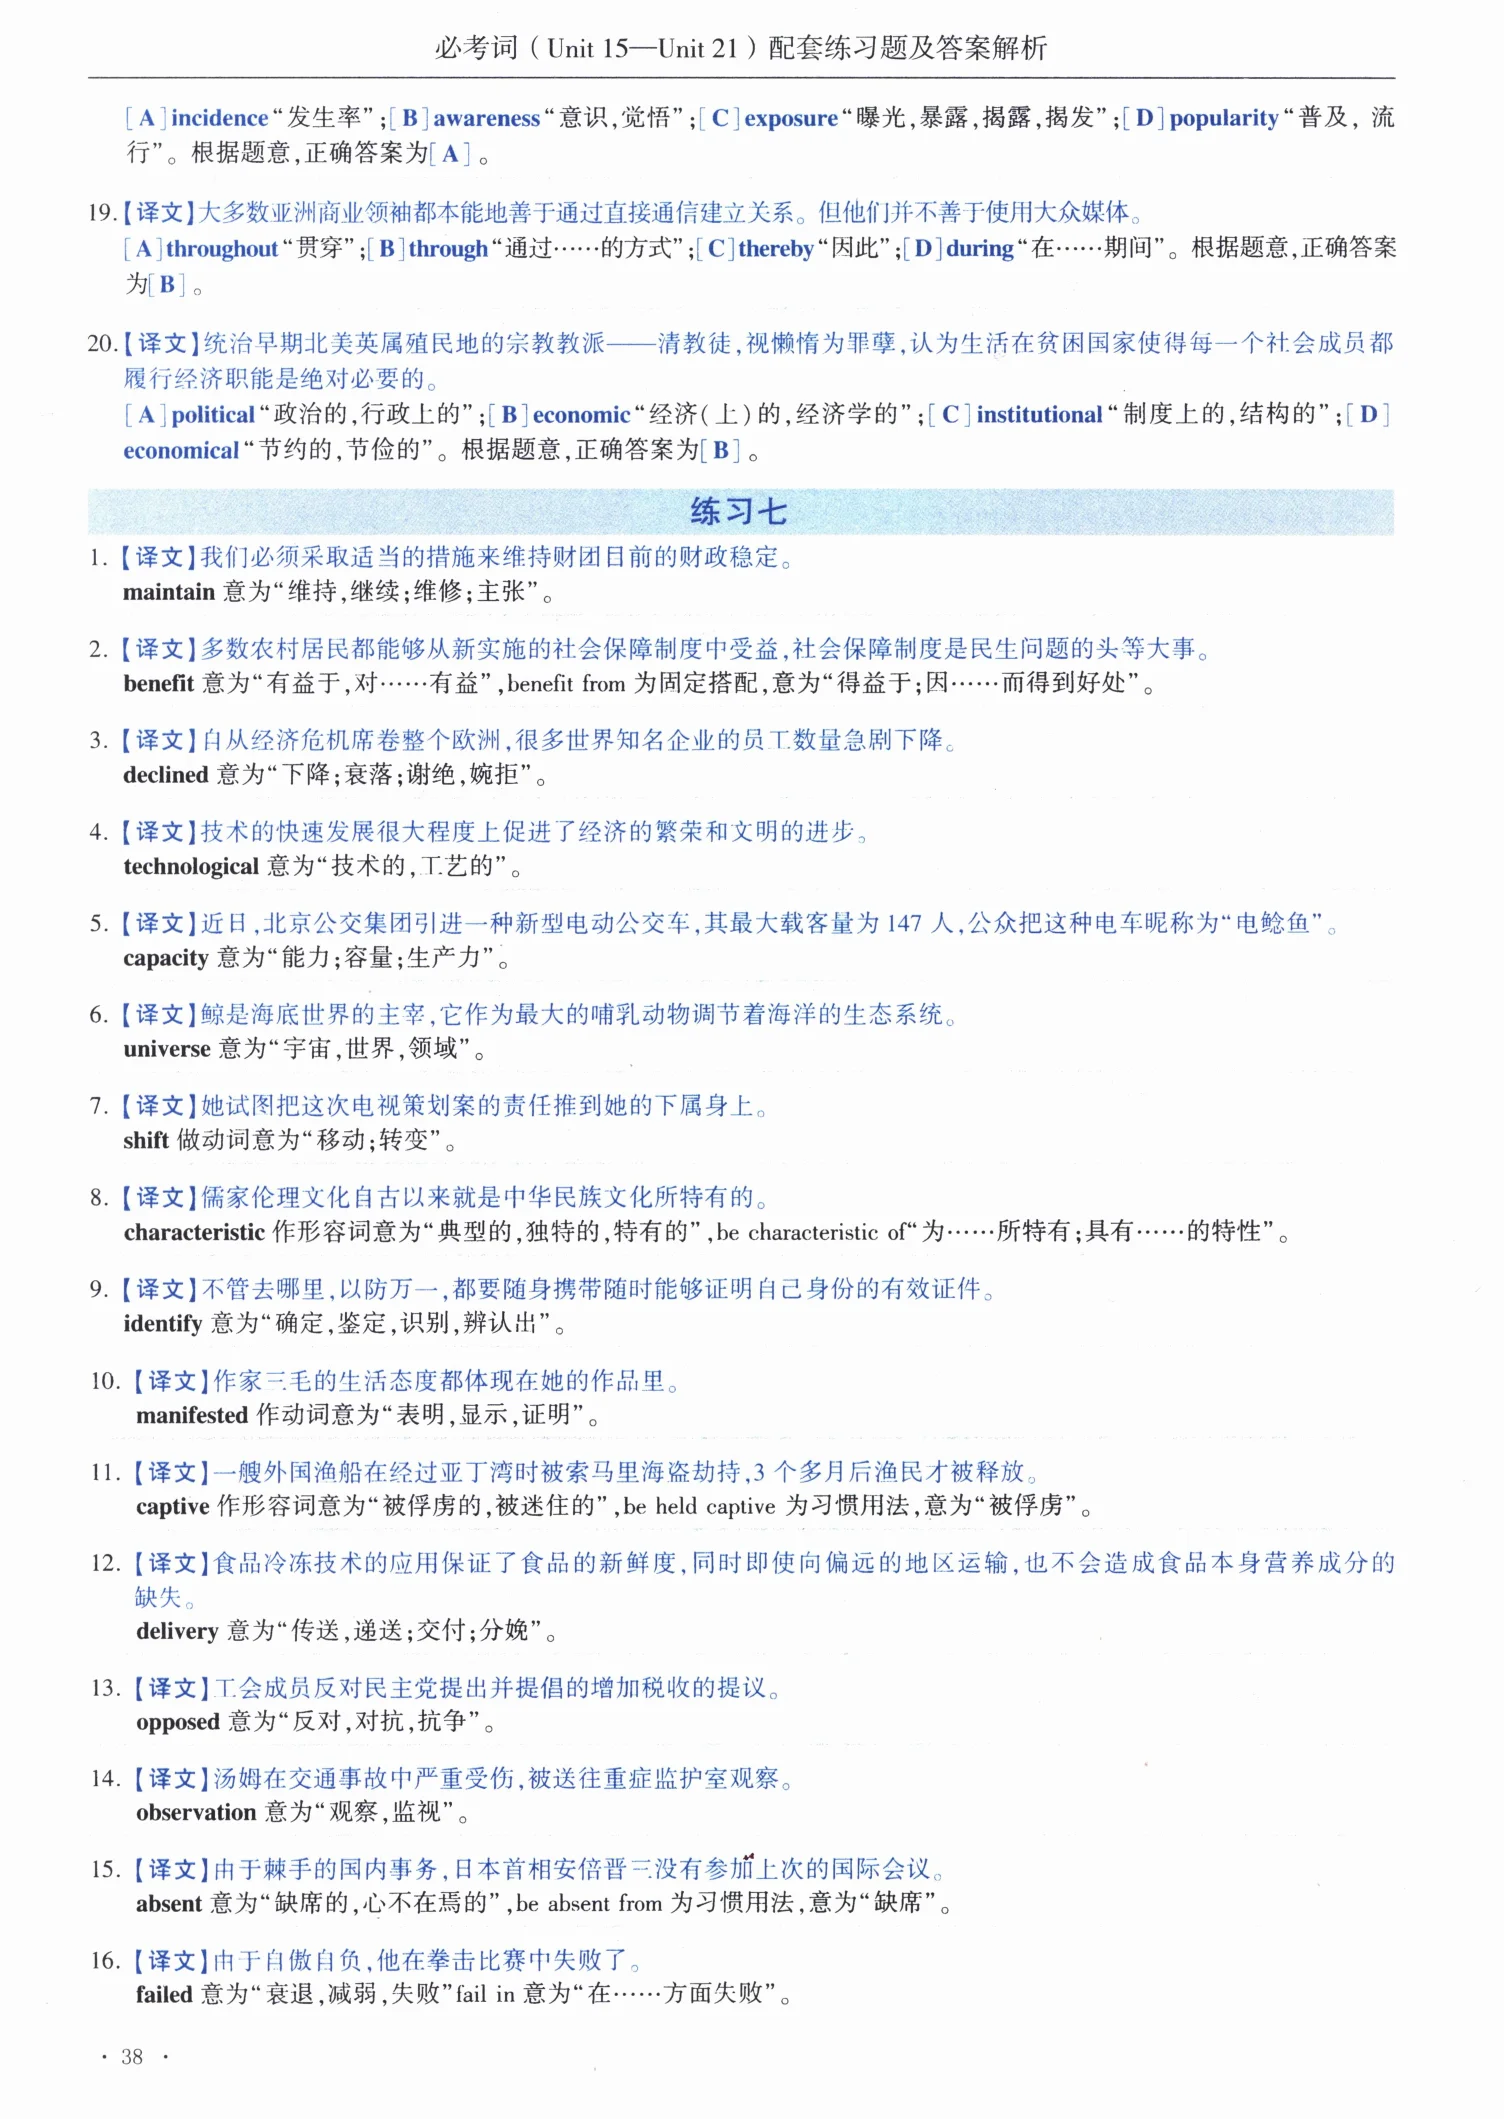 必考词（Unit 15—Unit 21）配套练习题及答案解析
[A]incidence“发生率”;[B]awareness“意识,觉悟”;[C]exposure“曝光,暴露,揭露,揭发”;[D]popularity“普及, 流
行”。根据题意,正确答案为[A]。
19.【译文】大多数亚洲商业领袖都本能地善于通过直接通信建立关系。但他们并不善于使用大众媒体。
[A]throughout“贯穿”;[B]through“通过……的方式”;[C]thereby“因此”;[D]during“在……期间”。根据题意,正确答案
为[B]。
20.【译文】统治早期北美英属殖民地的宗教教派——清教徒,视懒惰为罪孽,认为生活在贫困国家使得每一个社会成员都
履行经济职能是绝对必要的。
[A]political“政治的,行政上的”;[B]economic“经济(上)的,经济学的”;[C]institutional“制度上的,结构的”;[D]
economical“节约的,节俭的”。根据题意,正确答案为[B]。
练习七
1.【译文】我们必须采取适当的措施来维持财团目前的财政稳定。
maintain 意为“维持,继续;维修;主张”。
2.【译文】多数农村居民都能够从新实施的社会保障制度中受益,社会保障制度是民生问题的头等大事。
benefit 意为“有益于,对……有益”,benefit from 为固定搭配,意为“得益于;因……而得到好处”。
3.【译文】自从经济危机席卷整个欧洲,很多世界知名企业的员工数量急剧下降。
declined 意为“下降;衰落;谢绝,婉拒”。
4.【译文】技术的快速发展很大程度上促进了经济的繁荣和文明的进步。
technological 意为“技术的,工艺的”。
5.【译文】近日,北京公交集团引进一种新型电动公交车,其最大载客量为 147 人,公众把这种电车昵称为“电鲶鱼”。
capacity 意为“能力;容量;生产力”。
6.【译文】鲸是海底世界的主宰,它作为最大的哺乳动物调节着海洋的生态系统。
universe 意为“宇宙,世界,领域”。
7.【译文】她试图把这次电视策划案的责任推到她的下属身上。
shift 做动词意为“移动;转变”。
8.【译文】儒家伦理文化自古以来就是中华民族文化所特有的。
characteristic 作形容词意为“典型的,独特的,特有的”,be characteristic of“为……所特有;具有……的特性”。
9.【译文】不管去哪里,以防万一,都要随身携带随时能够证明自己身份的有效证件。
identify 意为“确定,鉴定,识别,辨认出”。
10.【译文】作家三毛的生活态度都体现在她的作品里。
manifested 作动词意为“表明,显示,证明”。
11.【译文】一艘外国渔船在经过亚丁湾时被索马里海盗劫持,3 个多月后渔民才被释放。
captive 作形容词意为“被俘虏的,被迷住的”,be held captive 为习惯用法,意为“被俘虏”。
12.【译文】食品冷冻技术的应用保证了食品的新鲜度,同时即使向偏远的地区运输,也不会造成食品本身营养成分的
缺失。
delivery 意为“传送,递送;交付;分娩”。
13.【译文】工会成员反对民主党提出并提倡的增加税收的提议。
opposed 意为“反对,对抗,抗争”。
14.【译文】汤姆在交通事故中严重受伤,被送往重症监护室观察。
observation 意为“观察,监视”。
15.【译文】由于棘手的国内事务,日本首相安倍晋三没有参加上次的国际会议。
absent 意为“缺席的,心不在焉的”,be absent from 为习惯用法,意为“缺席”。
16.【译文】由于自傲自负,他在拳击比赛中失败了。
failed 意为“衰退,减弱,失败”fail in 意为“在……方面失败”。
· 38 ·